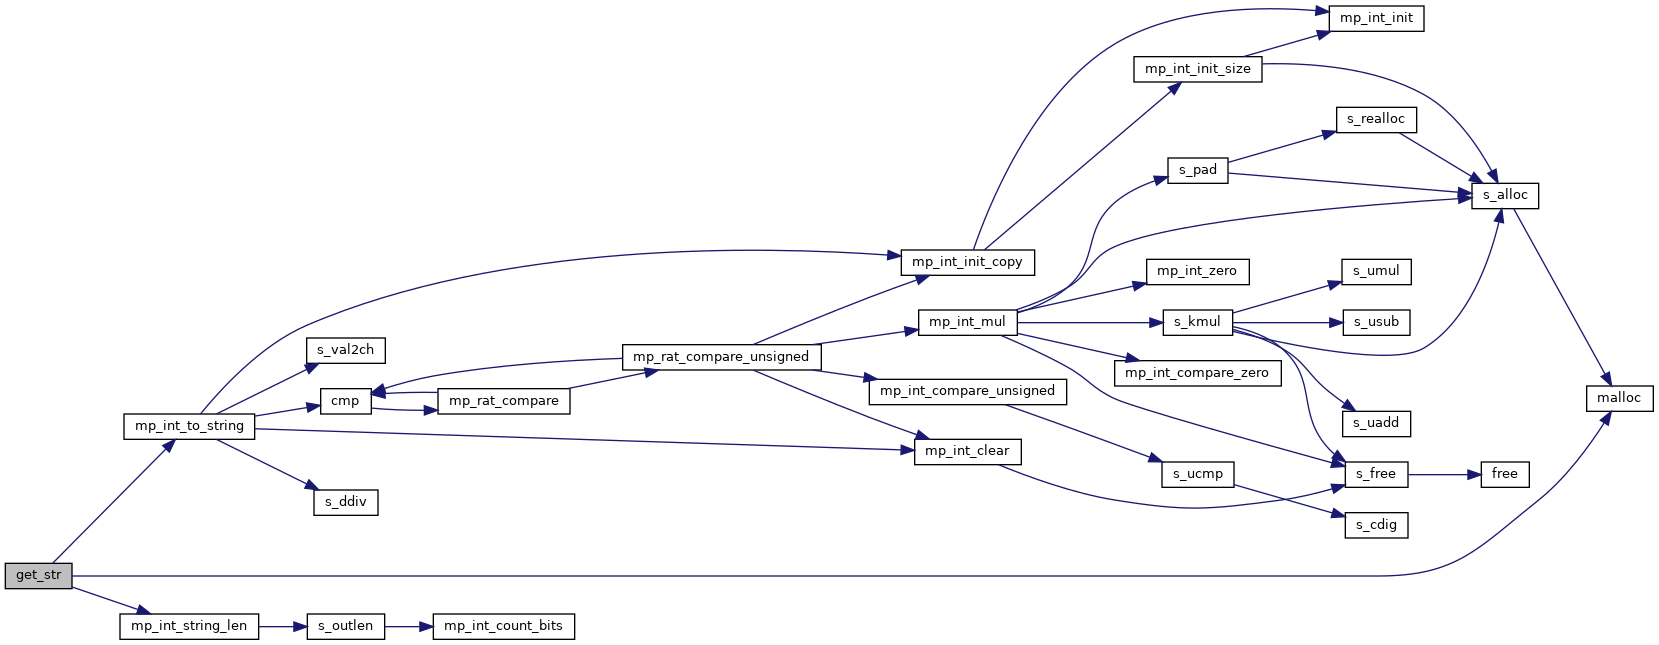 mp_int_init
mp_int_init_size
s_realloc
s_pad
s_alloc
mp_int_init_copy
mp_int_zero
s_umul
mp_int_mul
s_kmul
s_usub
s_val2ch
mp_rat_compare_unsigned
mp_int_compare_zero
mp_int_compare_unsigned
cmp
mp_rat_compare
malloc
mp_int_to_string
s_uadd
mp_int_clear
s_ucmp
s_free
free
s_ddiv
s_cdig
get_str
mp_int_string_len
s_outlen
mp_int_count_bits